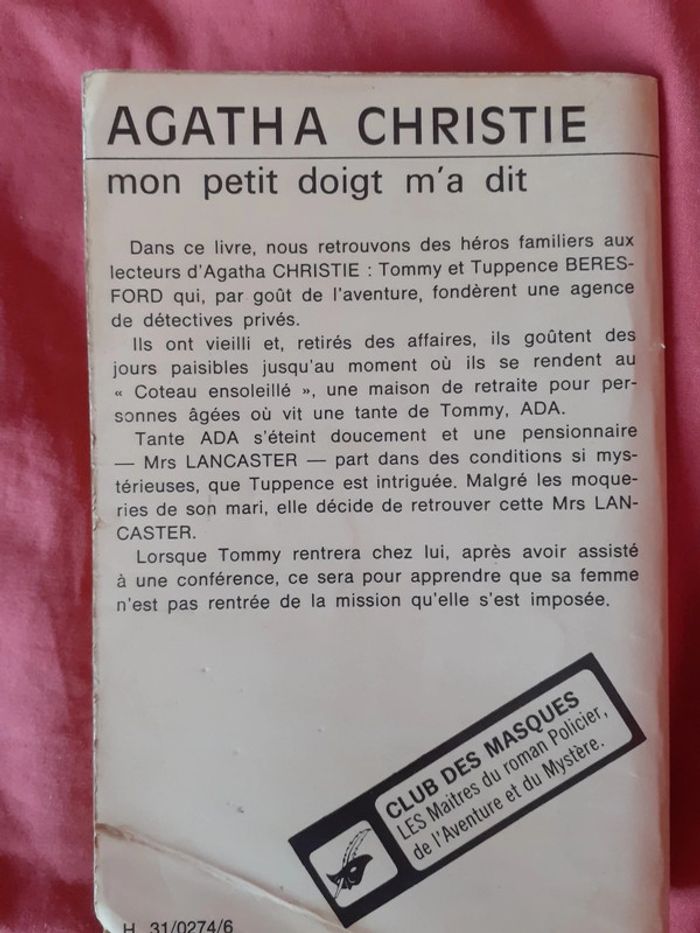 AGATHA CHRISTIE
mon petit doigt m'a dit
Dans ce livre, nous retrouvons des héros familiers aux
lecteurs d'Agatha CHRISTIE : Tommy et Tuppence BERES-
FORD qui, par goût de l'aventure, fondèrent une agence
de détectives privés.
Ils ont vieilli et, retirés des affaires, ils goûtent des
jours paisibles jusqu'au moment où ils se rendent au
« Coteau ensoleillé », une maison de retraite pour per-
sonnes âgées où vit une tante de Tommy, ADA.
Tante ADA s'éteint doucement et une pensionnaire
— Mrs LANCASTER — part dans des conditions si mys-
térieuses, que Tuppence est intriguée. Malgré les moque-
ries de son mari, elle décide de retrouver cette Mrs LAN-
CASTER.
Lorsque Tommy rentrera chez lui, après avoir assisté
à une conférence, ce sera pour apprendre que sa femme
n'est pas rentrée de la mission qu'elle s'est imposée.
CLUB DES MASQUES
LES Maitres du roman Policier,
de l'Aventure et du Mystère.
H 31/0274/6